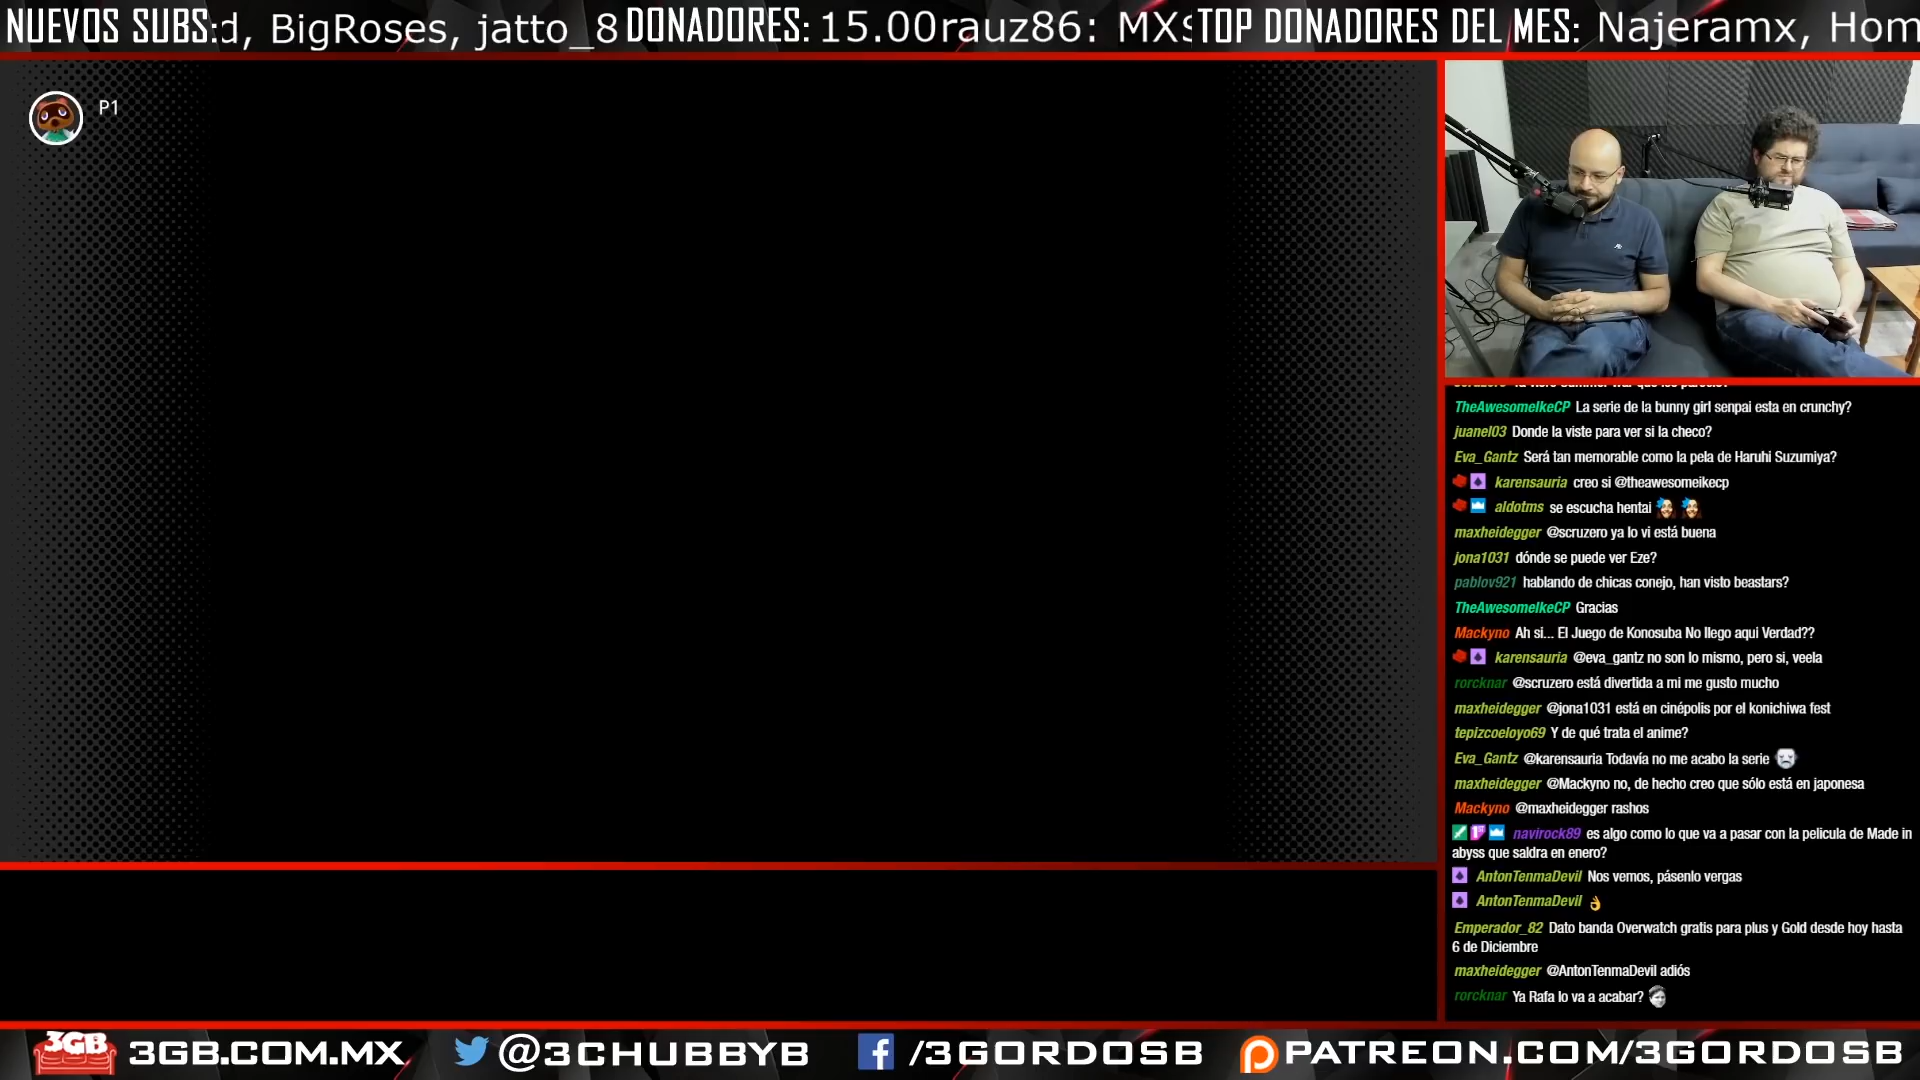 NUEVOS SUBS:
d, BigRoses, jatto_8
DONADORES:
15.00rauz86: MX
TOP DONADORES DEL MES:
Najeramx, Hom
P1
TheAwesomeIkeCP La serie de la bunny girl senpai esta en crunchy?
juanel03 Donde la viste para ver si la checo?
Eva_Gantz Será tan memorable como la pela de Haruhi Suzumiya?
karensauria creo si @theawesomeikecp
aldotms se escucha hentai
maxheidegger @scruzero ya lo vi está buena
jona1031 dónde se puede ver Eze?
pablov921 hablando de chicas conejo, han visto beastars?
TheAwesomeIkeCP Gracias
Mackyno Ah si... El Juego de Konosuba No llego aqui Verdad??
karensauria @eva_gantz no son lo mismo, pero si, veela
rorcknar @scruzero está divertida a mi me gusto mucho
maxheidegger @jona1031 está en cinépolis por el konichiwa fest
tepizcoeloyo69 Y de qué trata el anime?
Eva_Gantz @karensauria Todavía no me acabo la serie
maxheidegger @Mackyno no, de hecho creo que sólo está en japonesa
Mackyno @maxheidegger rashos
navirock89 es algo como lo que va a pasar con la pelicula de Made in
abyss que saldra en enero?
AntonTenmaDevil Nos vemos, pásenlo vergas
AntonTenmaDevil 👌
Emperador_82 Dato banda Overwatch gratis para plus y Gold desde hoy hasta
6 de Diciembre
maxheidegger @AntonTenmaDevil adiós
rorcknar Ya Rafa lo va a acabar?
3GB 3GB.COM.MX
@3CHUBBYB
/3GORDOSB
PATREON.COM/3GORDOSB